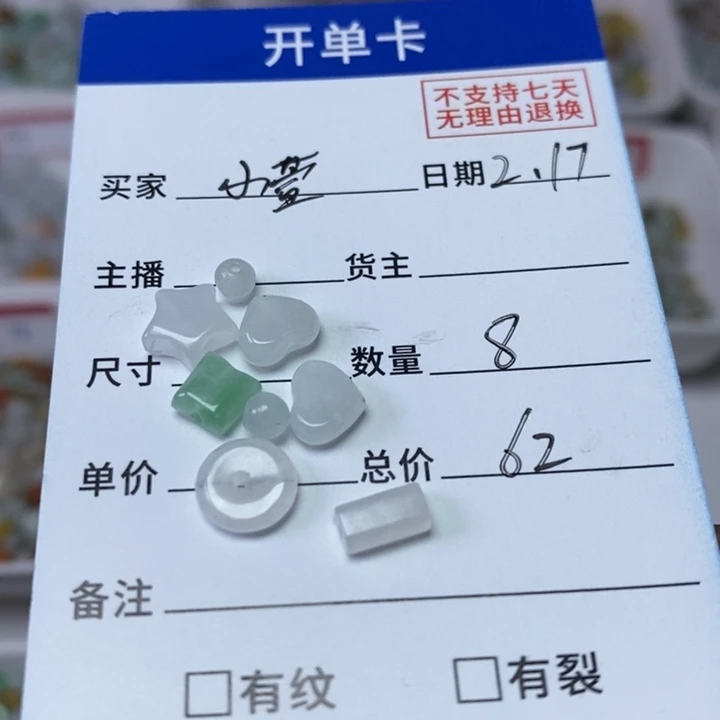 开单卡
不支持七天
无理由退换
买家 小莹 日期 2.17
主播 货主
尺寸 数量 8
单价 总价 62
备注
有纹 有裂